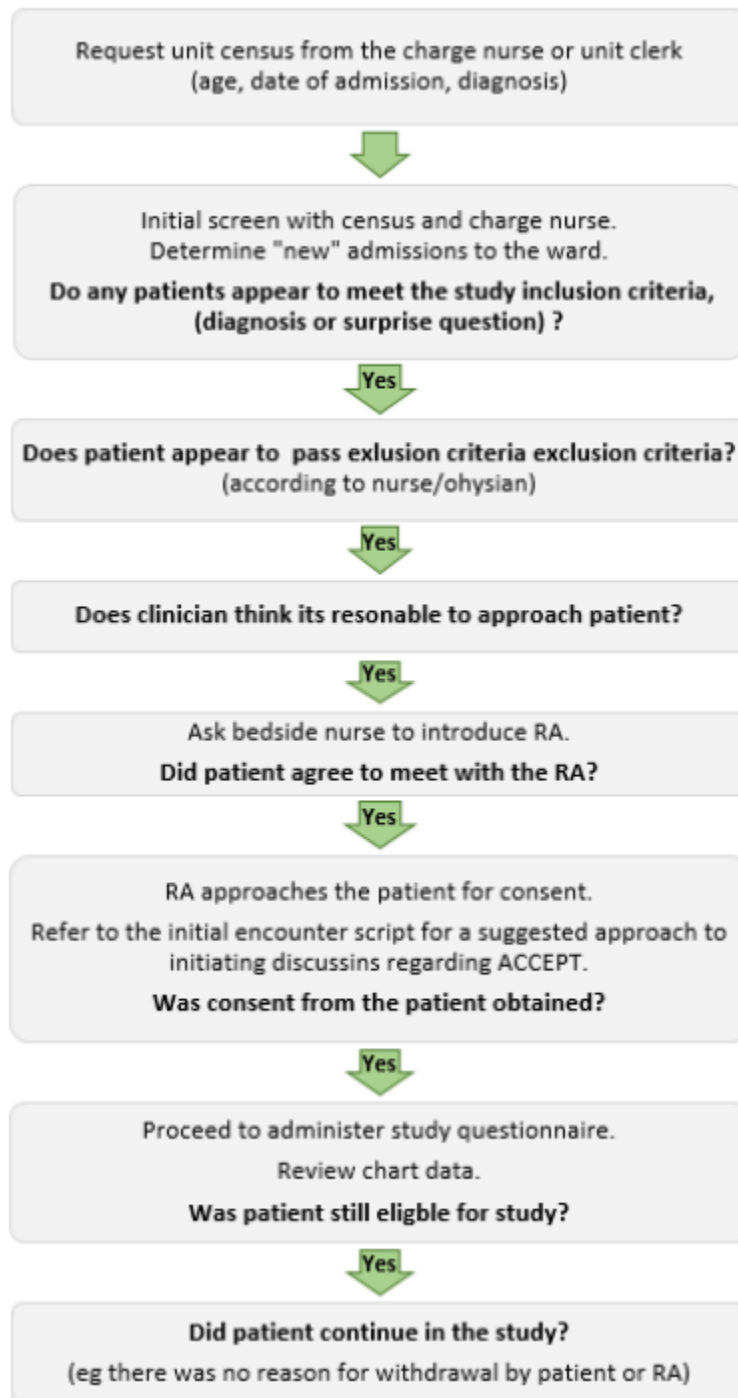 Request unit census from the charge nurse or unit clerk
(age, date of admission, diagnosis)
Initial screen with census and charge nurse.
Determine "new" admissions to the ward.
Do any patients appear to meet the study inclusion criteria,
(diagnosis or surprise question) ?
Yes
Does patient appear to  pass exlusion criteria exclusion criteria?
(according to nurse/ohysian)
Yes
Does clinician think its resonable to approach patient?
Yes
Ask bedside nurse to introduce RA.
Did patient agree to meet with the RA?
Yes
RA approaches the patient for consent.
Refer to the initial encounter script for a suggested approach to
initiating discussins regarding ACCEPT.
Was consent from the patient obtained?
Yes
Proceed to administer study questionnaire.
Review chart data.
Was patient still eligble for study?
Yes
Did patient continue in the study?
(eg there was no reason for withdrawal by patient or RA)